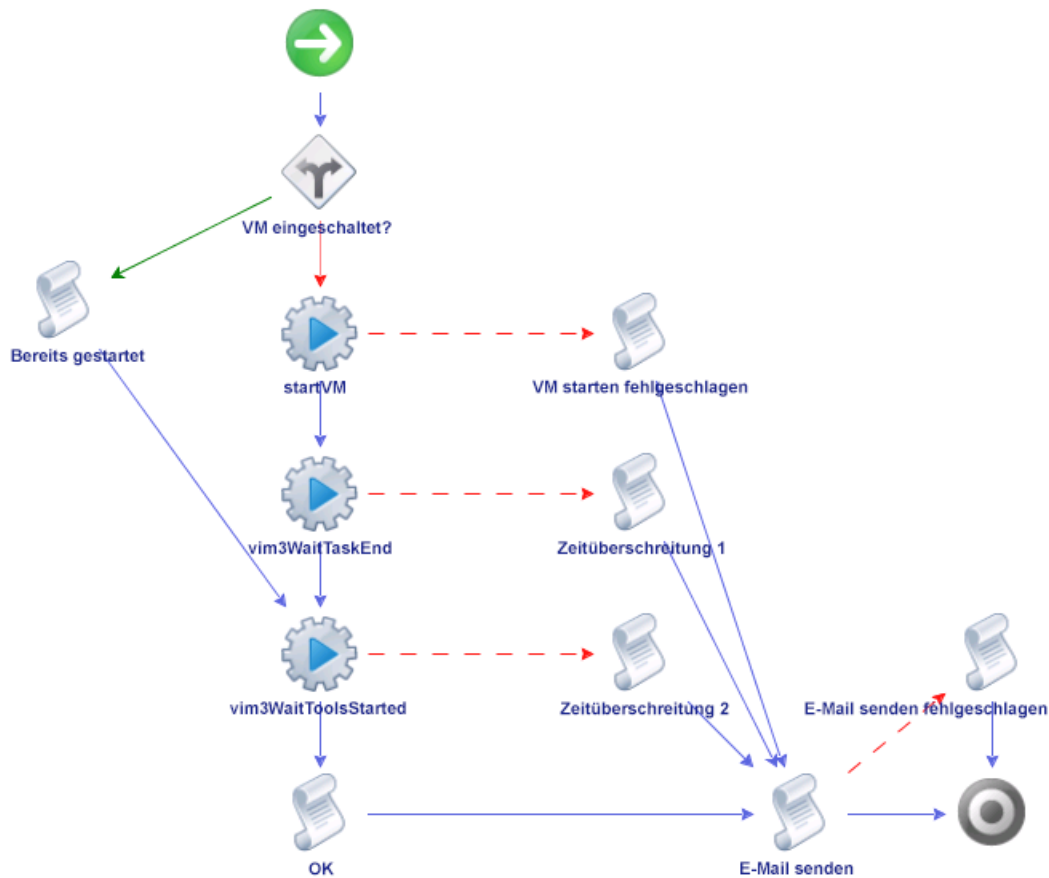 VM eingeschaltet?
Bereits gestartet
startVM
VM starten fehlgeschlagen
vim3WaitTaskEnd
Zeitüberschreitung 1
vim3WaitToolsStarted
Zeitüberschreitung 2
E-Mail senden fehlgeschlagen
OK
E-Mail senden